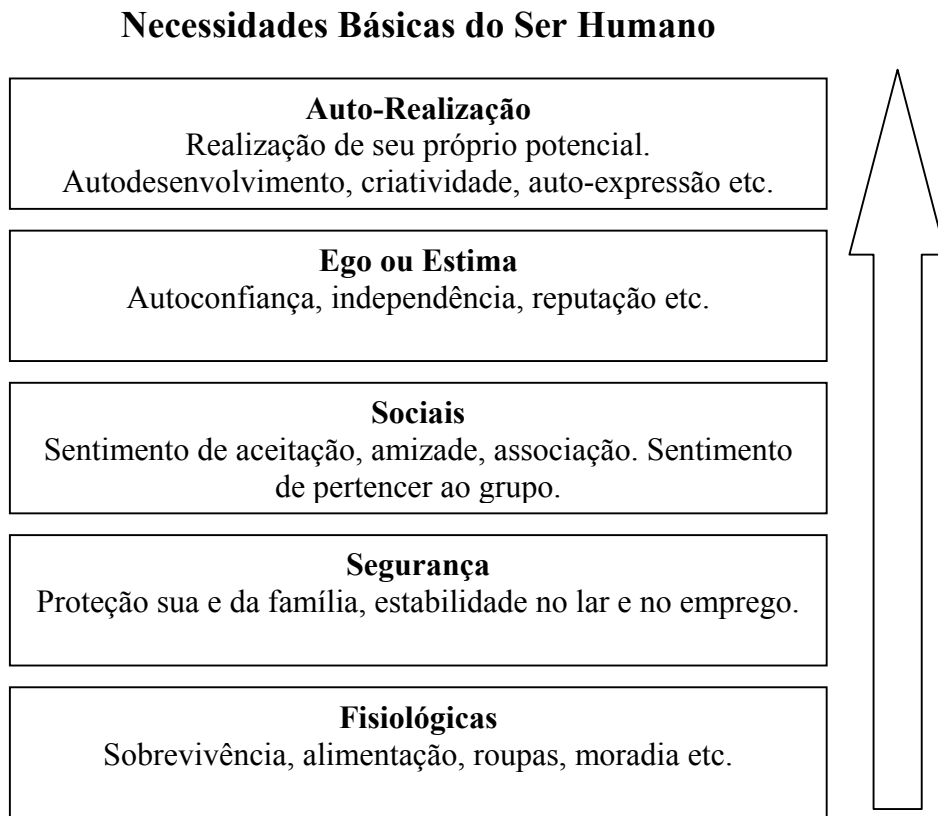 Necessidades Básicas do Ser Humano
Auto-Realização
Realização de seu próprio potencial.
Autodesenvolvimento, criatividade, auto-expressão etc.
Ego ou Estima
Autoconfiança, independência, reputação etc.
Sociais
Sentimento de aceitação, amizade, associação. Sentimento
de pertencer ao grupo.
Segurança
Proteção sua e da família, estabilidade no lar e no emprego.
Fisiológicas
Sobrevivência, alimentação, roupas, moradia etc.